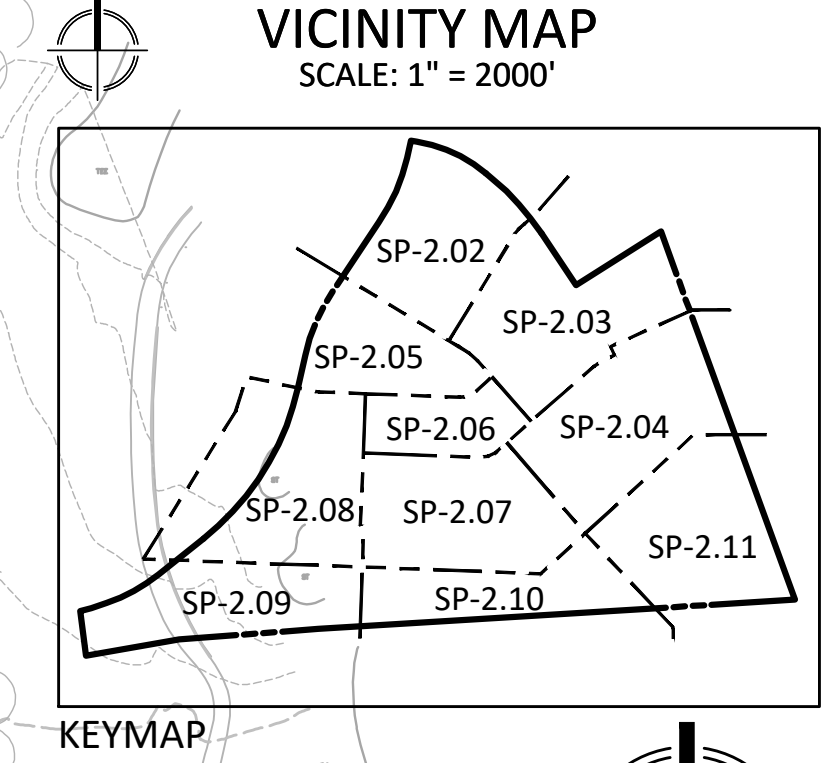 VICINITY MAP
SCALE: 1" = 2000'
SP-2.02
SP-2.03
SP-2.05
SP-2.06
SP-2.04
SP-2.08
SP-2.07
SP-2.11
SP-2.09
SP-2.10
KEYMAP